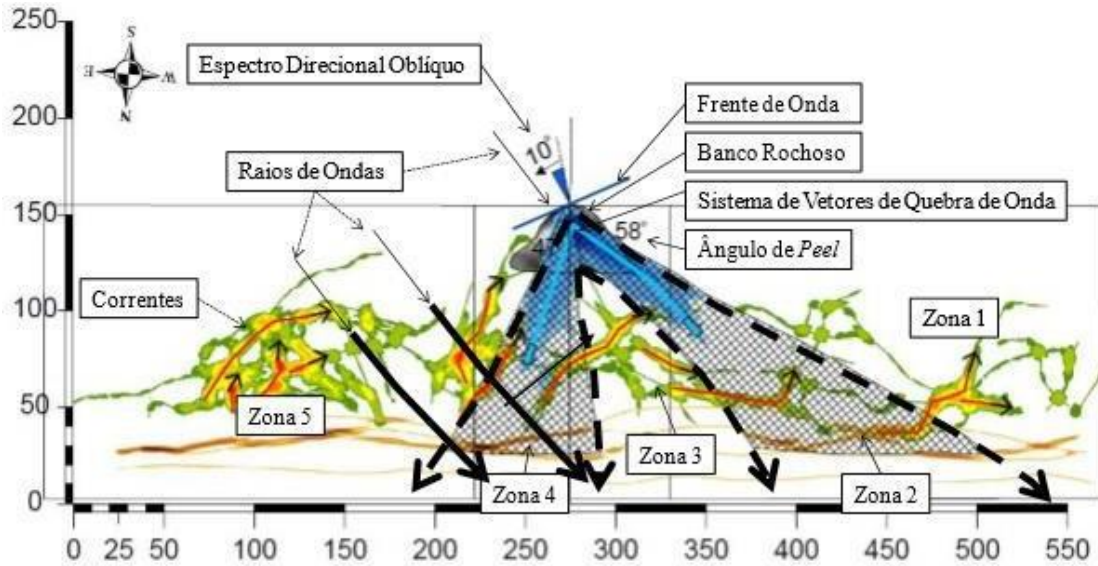 250
200
150
100
50
0
S
E
W
N
Espectro Direcional Oblíquo
Frente de Onda
10°
Banco Rochoso
Raios de Ondas
Sistema de Vetores de Quebra de Onda
58°
Ângulo de Peel
Correntes
Zona 1
Zona 5
Zona 3
Zona 4
Zona 2
0 25 50 100 150 200 250 300 350 400 450 500 550